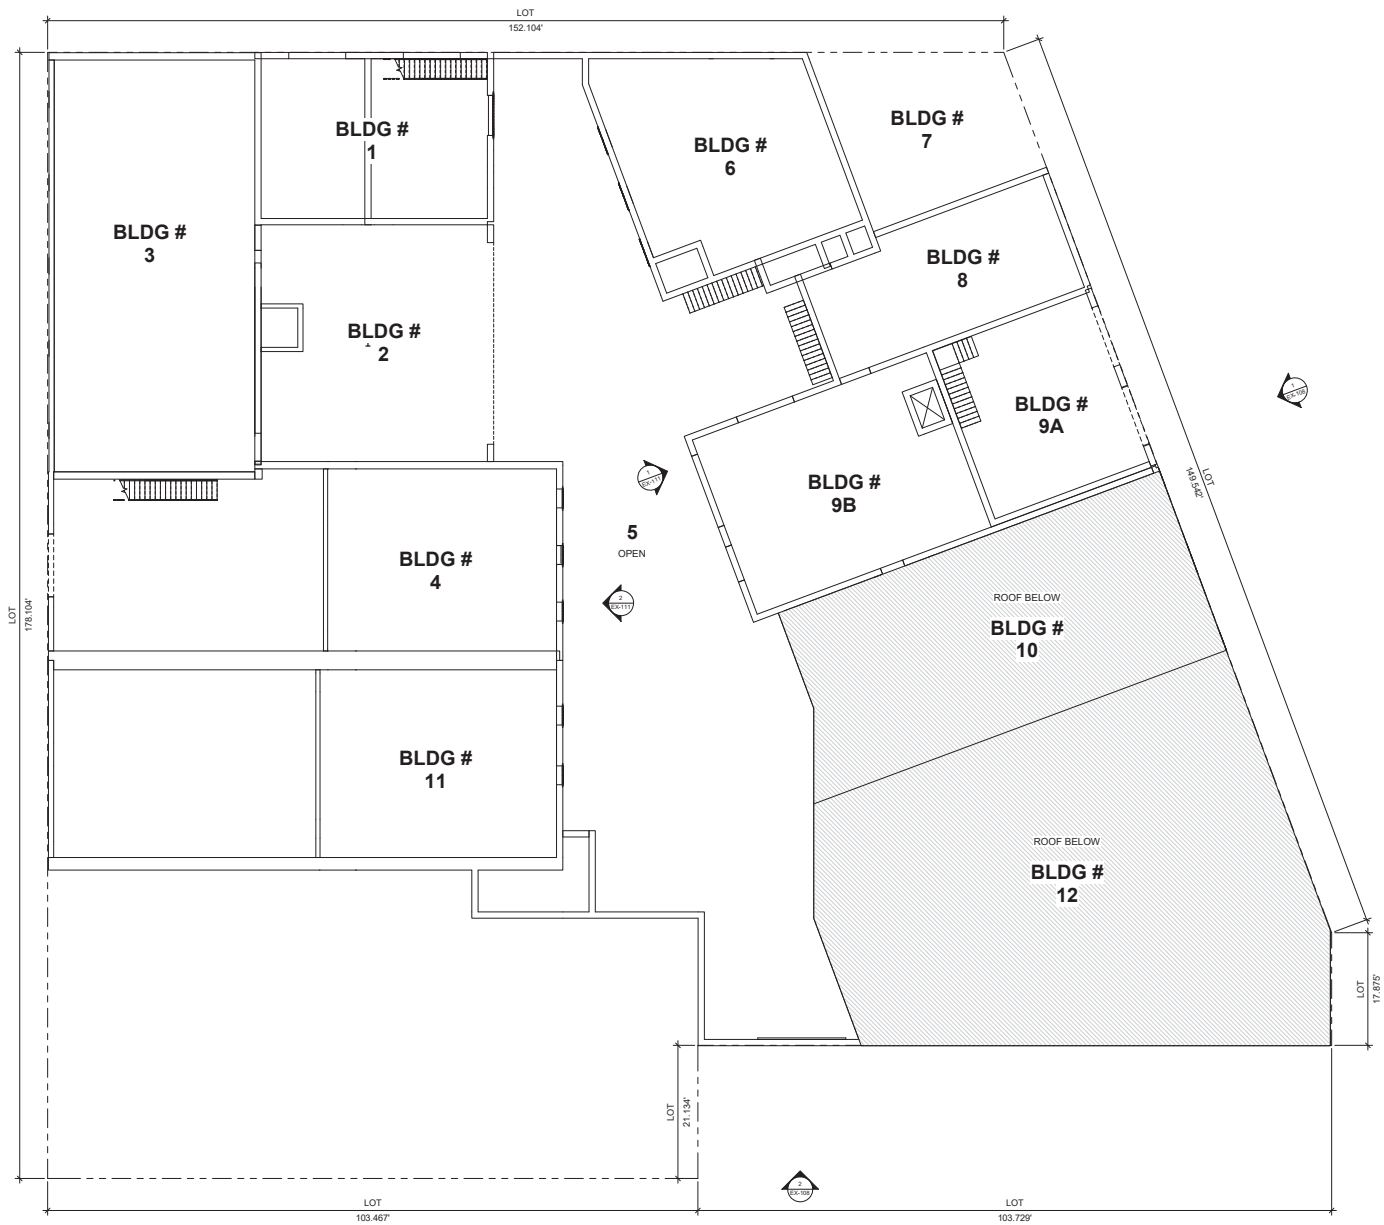 LOT
152.104'
BLDG #
1
BLDG #
6
BLDG #
7
BLDG #
3
BLDG #
8
BLDG #
2
BLDG #
9A
1
EX-108
1
EX-111
BLDG #
9B
LOT
149.542'
5
OPEN
BLDG #
4
2
EX-111
LOT
178.104'
ROOF BELOW
BLDG #
10
BLDG #
11
ROOF BELOW
BLDG #
12
LOT
17.875'
LOT
21.134'
2
EX-108
LOT
103.467'
LOT
103.729'